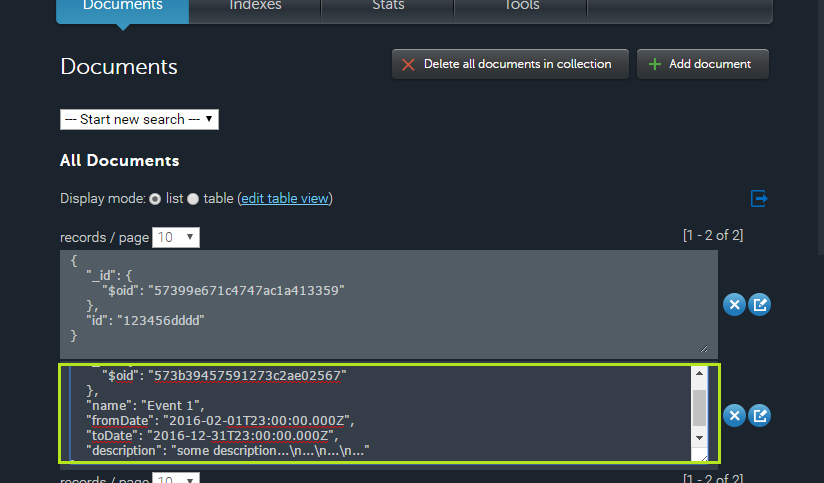 Documents Indexes Stats Tools
Documents
Delete all documents in collection
Add document
--- Start new search ---
All Documents
Display mode: list table (edit table view)
records / page 10 [1 - 2 of 2]
{
"_id": {
"$oid": "57399e671c4747ac1a413359"
},
"id": "123456dddd"
}
"$oid": "573b39457591273c2ae02567"
},
"name": "Event 1",
"fromDate": "2016-02-01T23:00:00.000Z",
"toDate": "2016-12-31T23:00:00.000Z",
"description": "some description...\n...\n...\n..."
records / page 10 [1 - 2 of 2]